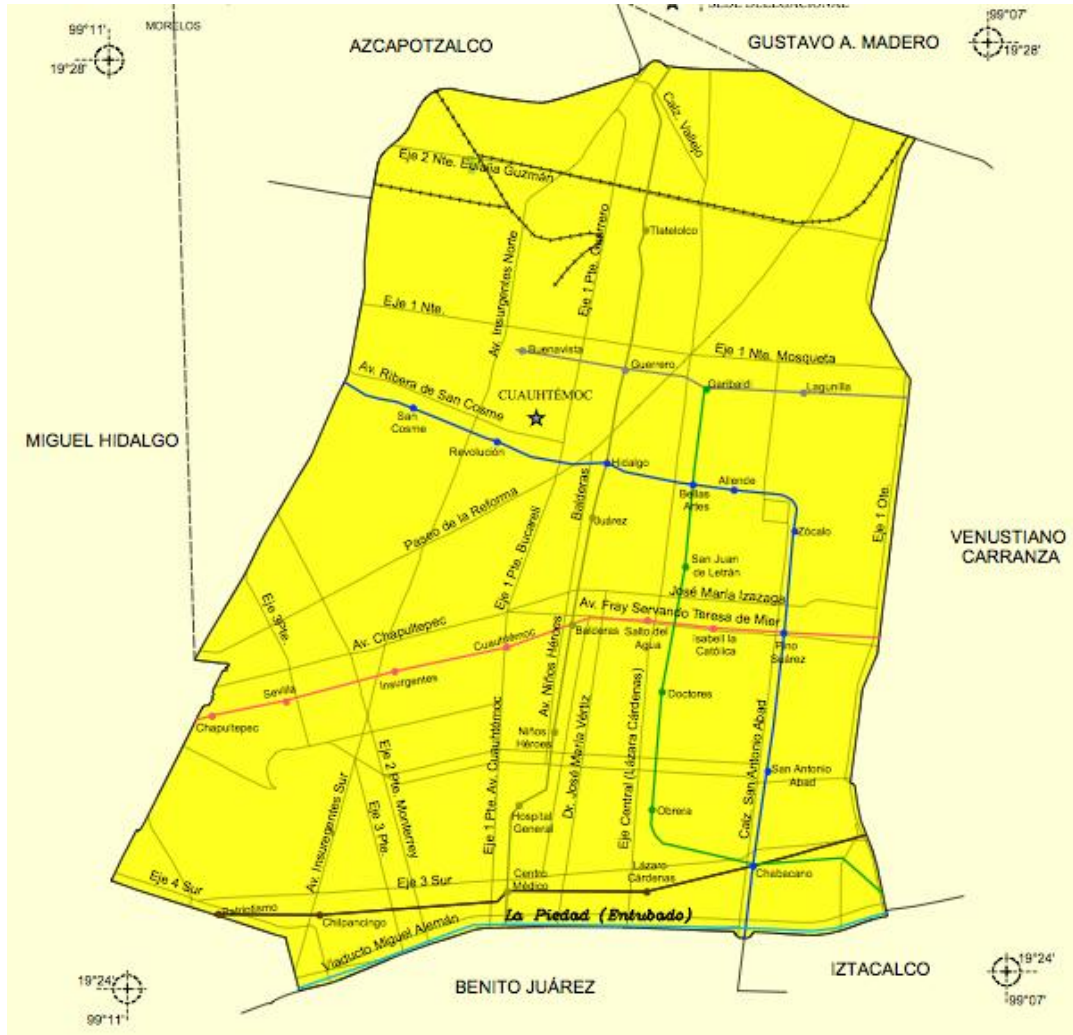 SEDE DELEGACIONAL
99°11'
MORELOS
99°07'
AZCAPOTZALCO
GUSTAVO A. MADERO
19°28'
19°28'
Calz. Vallejo
Eje 2 Nte. Eulalia Guzmán
Tlatelolco
Av. Insurgentes Norte
Eje 1 Pte. Guerrero
Eje 1 Nte.
Eje 1 Nte. Mosqueta
Buenavista
Guerrero
Av. Ribera de San Cosme
Garibaldi
Lagunilla
CUAUHTÉMOC
San
Cosme
MIGUEL HIDALGO
Revolución
Hidalgo
Balderas
Allende
Bellas
Artes
Paseo de la Reforma
Juárez
Zócalo
Eje 1 Ote.
VENUSTIANO
CARRANZA
Eje 1 Pte. Bucareli
San Juan
de Letrán
José María Izazaga
Eje 3Pte.
Av. Fray Servando Teresa de Mier
Av. Chapultepec
Cuauhtémoc
Balderas
Salto del
Agua
Isabell la
Católica
Pino
Suárez
Insurgentes
Sevilla
Av. Niños Héroes
Doctores
Chapultepec
Niños
Héroes
Dr. José María Vértiz
Eje Central (Lázara Cárdenas)
Calz. San Antonio Abad
San Antonio
Abad
Eje 1 Pte. Av. Cuauhtémoc
Eje 2 Pte. Monterrey
Eje 3 Pte.
Av. Insuregentes Sur
Hospital
General
Obrera
Eje 4 Sur
Eje 3 Sur
Centro
Médico
Lázaro
Cárdenas
Chabacano
Patriotismo
Chilpancingo
La Piedad (Entubado)
Viaducto Miguel Alemán
19°24'
99°11'
BENITO JUÁREZ
IZTACALCO
19°24'
99°07'